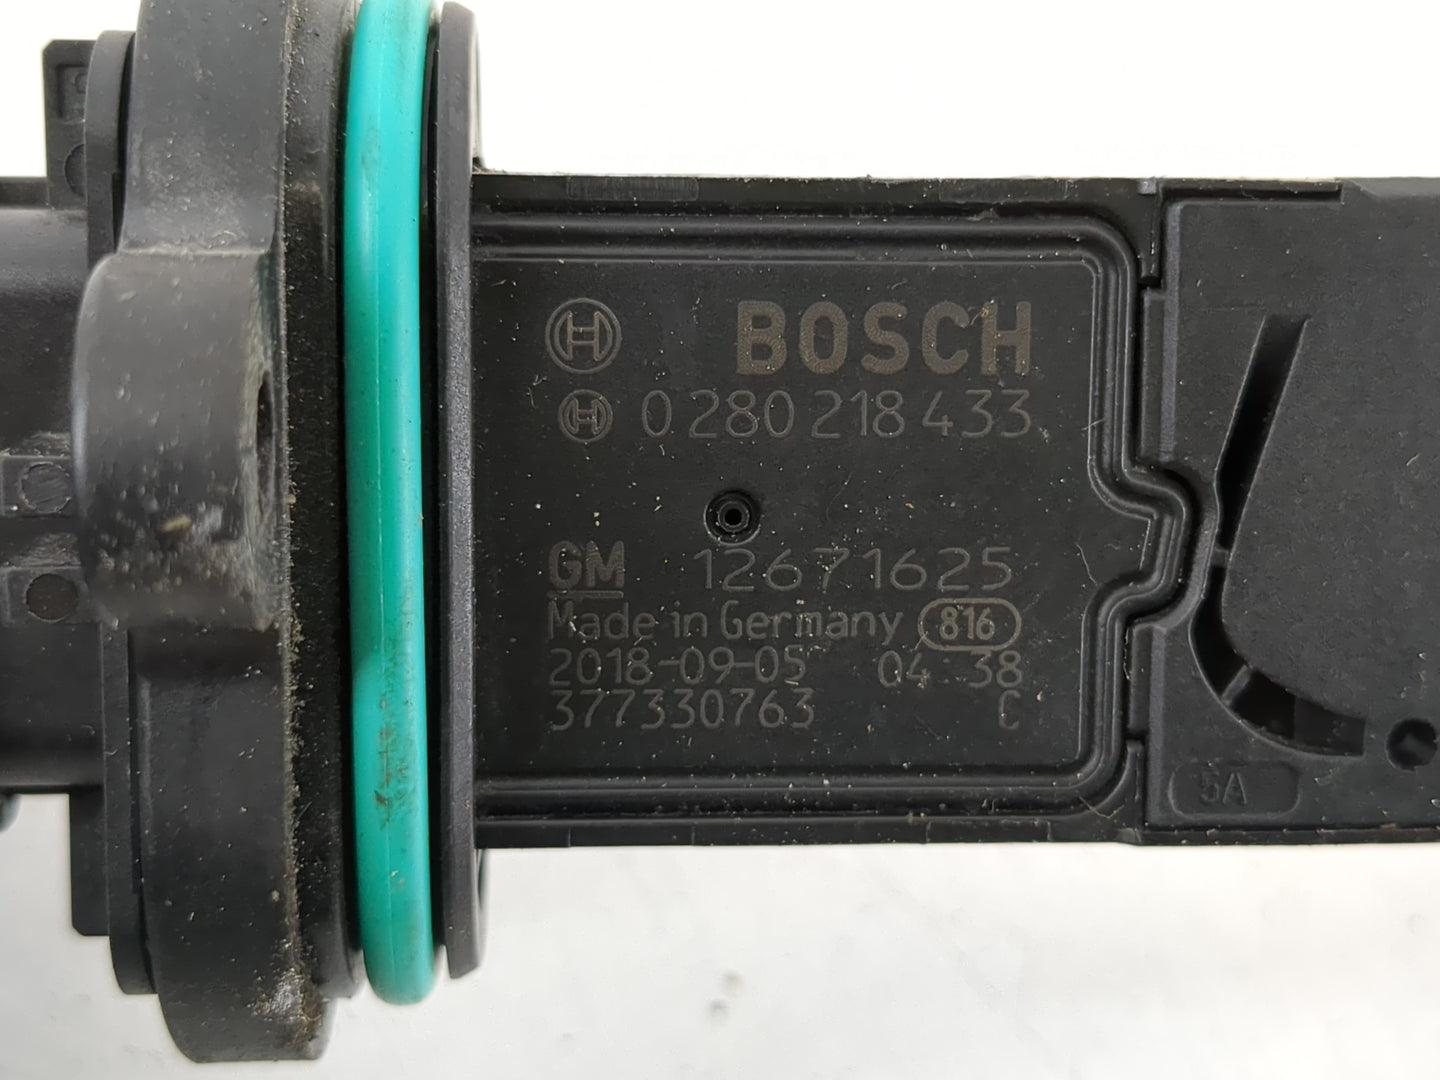 BOSCH
0 280 218 433
GM 12671625
Made in Germany 816
2018-09-05 04 38
377330763 C
5A